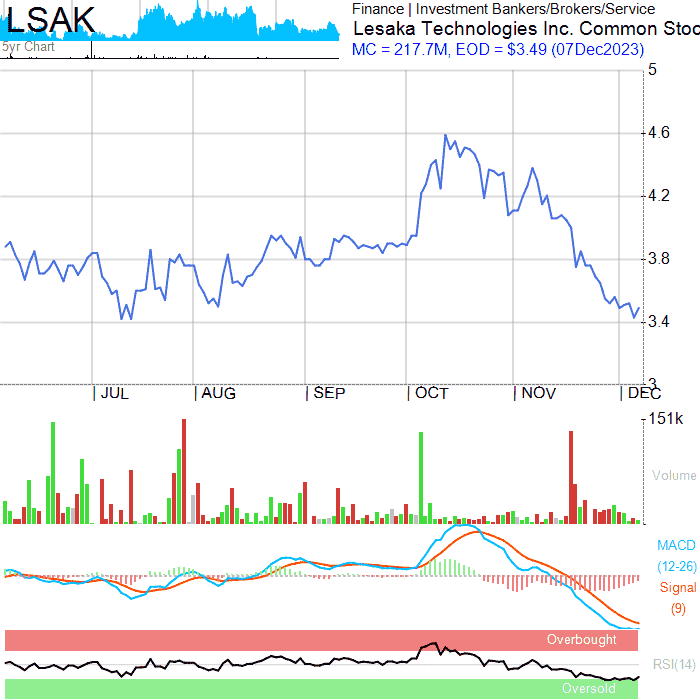 LSAK
5yr Chart
Finance | Investment Bankers/Brokers/Service
Lesaka Technologies Inc. Common Stoc
MC = 217.7M, EOD = $3.49 (07Dec2023)
5
4.6
4.2
3.8
3.4
3
JUL AUG SEP OCT NOV DEC
151k
Volume
MACD
(12-26)
Signal
(9)
Overbought
RSI(14)
Oversold